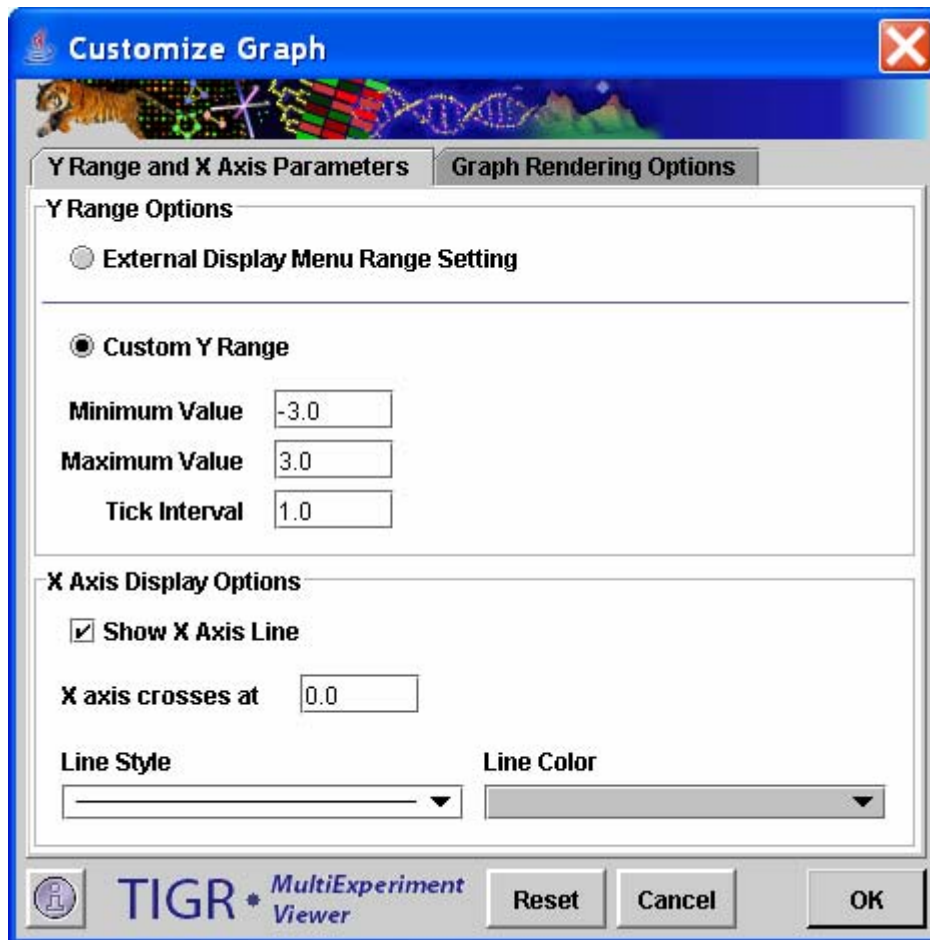 Customize Graph
Y Range and X Axis Parameters
Graph Rendering Options
Y Range Options
External Display Menu Range Setting
Custom Y Range
Minimum Value -3.0
Maximum Value 3.0
Tick Interval 1.0
X Axis Display Options
Show X Axis Line
X axis crosses at 0.0
Line Style
Line Color
TIGR • MultiExperiment
Viewer
Reset
Cancel
OK